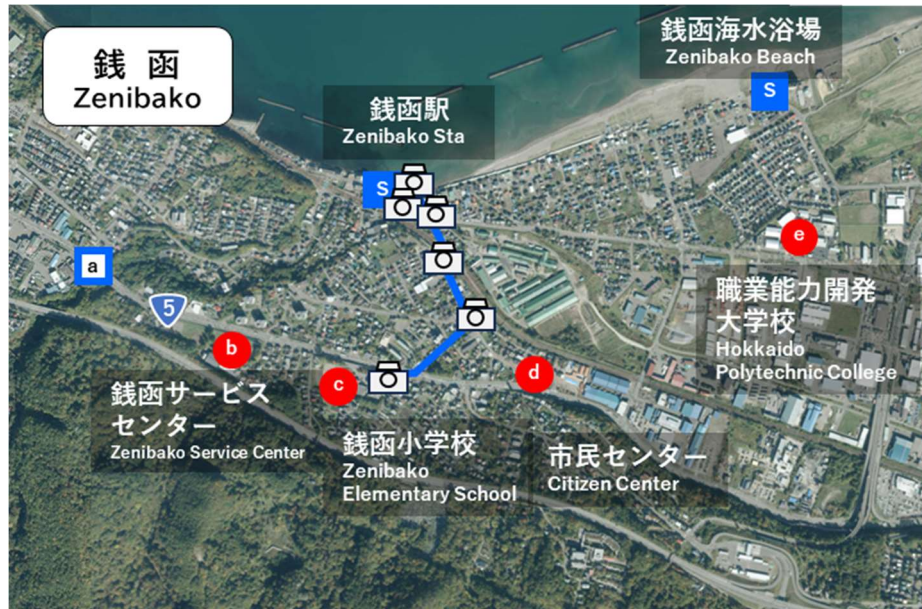 銭函
Zenibako
銭函海水浴場
Zenibako Beach
S
銭函駅
Zenibako Sta
S
a
5
b
銭函サービス
センター
Zenibako Service Center
c
銭函小学校
Zenibako
Elementary School
d
市民センター
Citizen Center
e
職業能力開発
大学校
Hokkaido
Polytechnic College